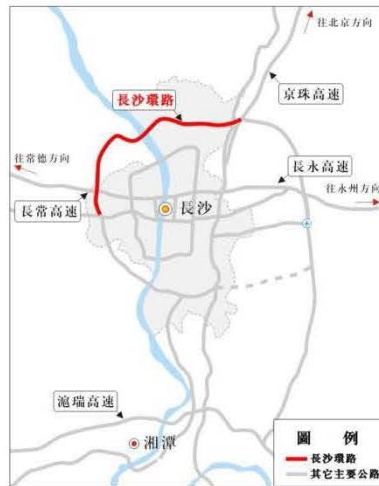 往北京方向
京珠高速
長沙環路
往常德方向
長永高速
往永州方向
長常高速
長沙
滬瑞高速
湘潭
圖 例
長沙環路
其它主要公路